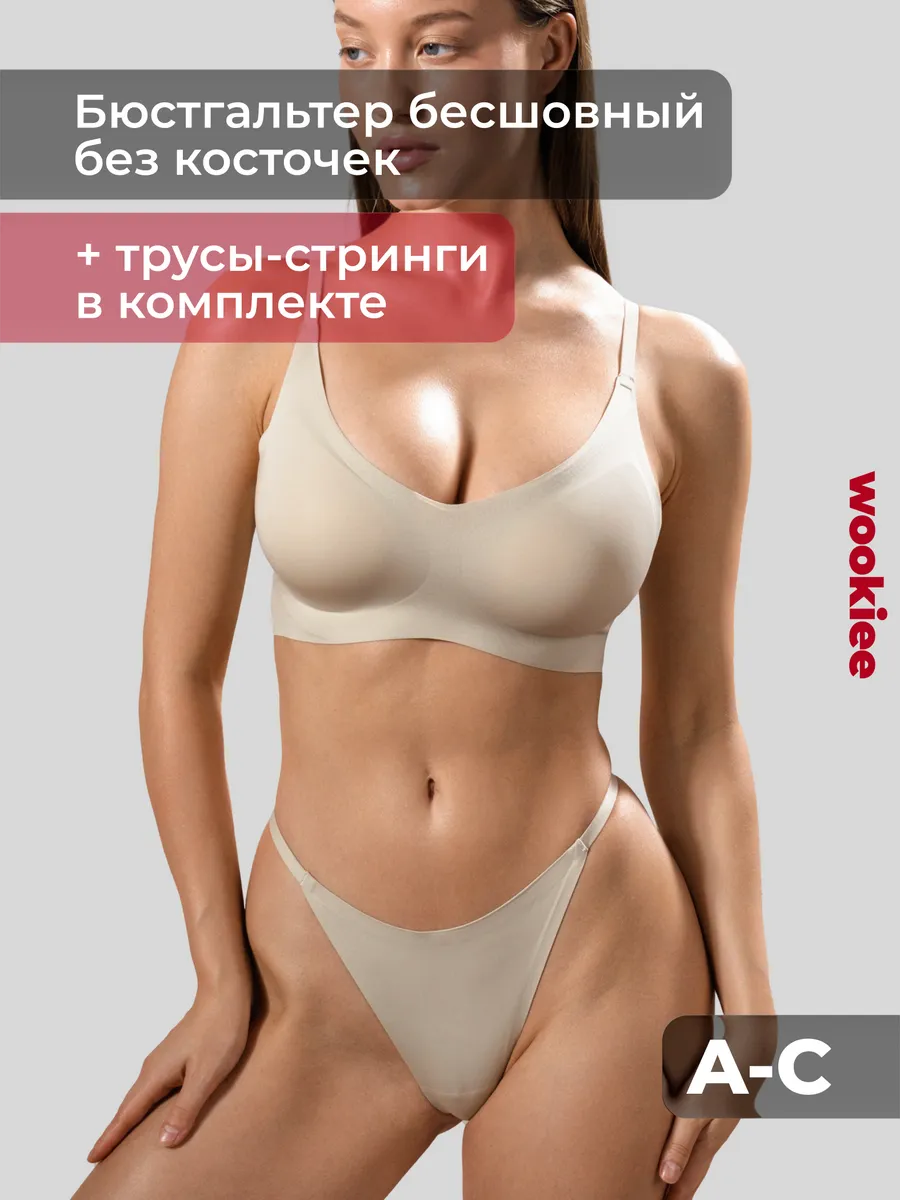 Бюстгальтер бесшовный
без косточек
+ трусы-стринги
в комплекте
wookiee
A-C